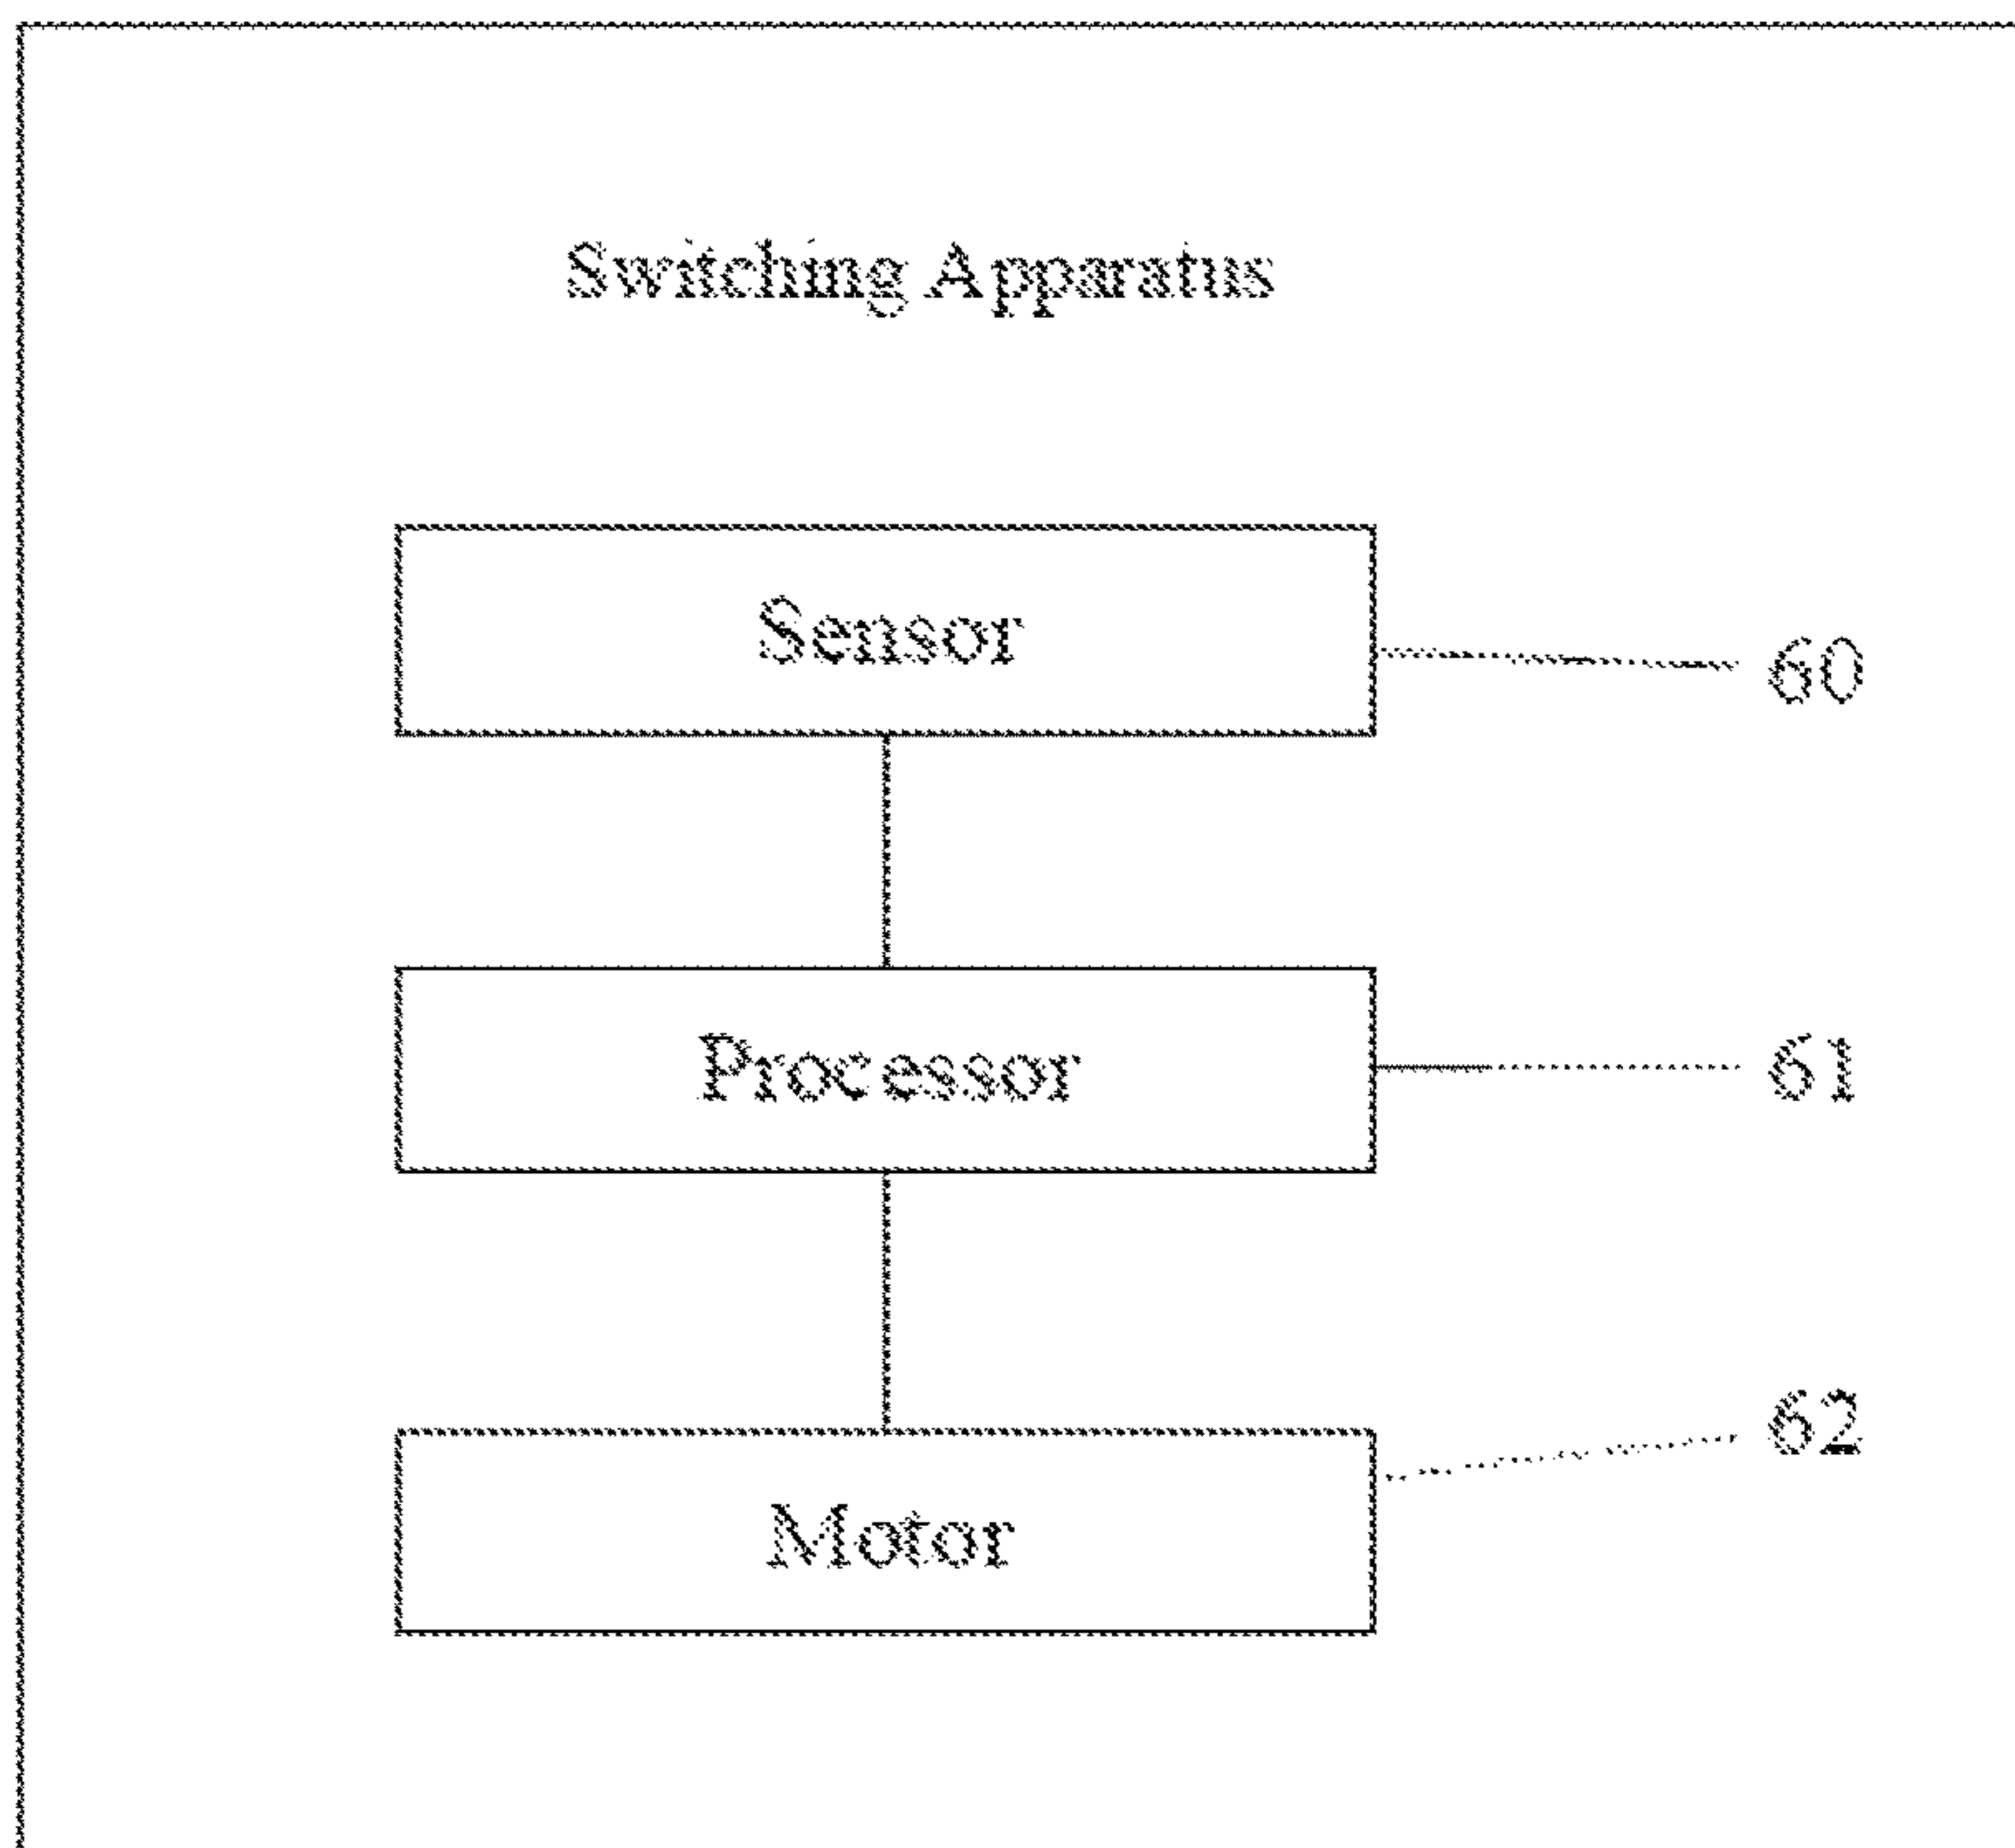 Switching Apparatus
Sensor
60
Processor
61
62
Motor